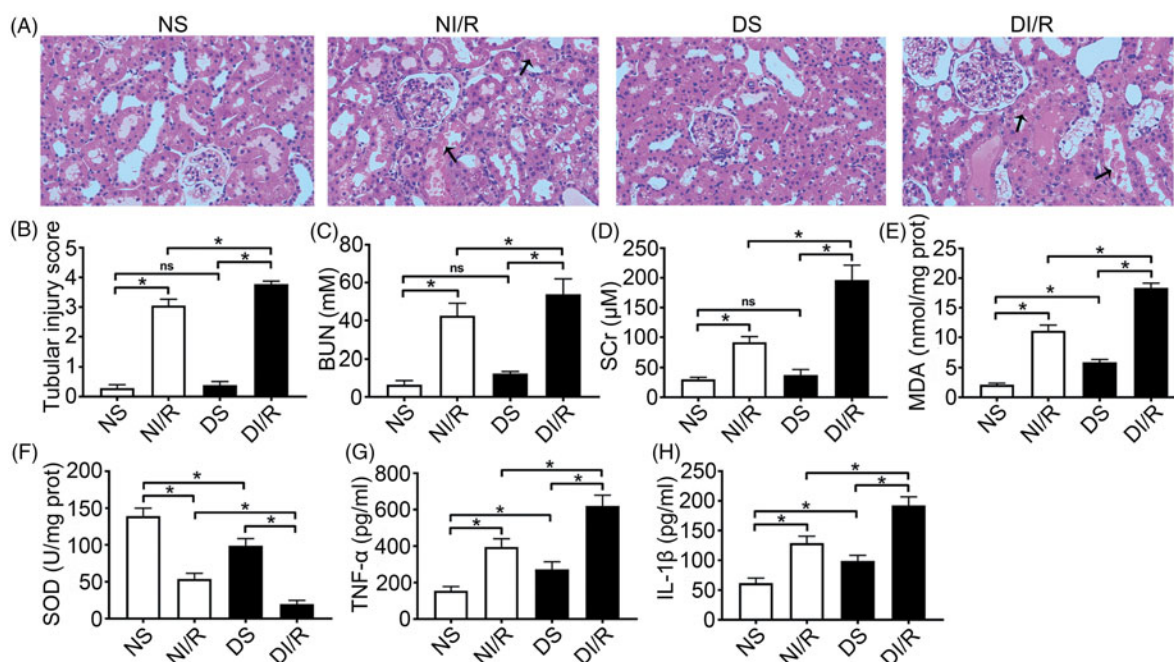 (A) NS NI/R DS DI/R
(B) Tubular injury score
5
4
3
2
1
0
* ns * *
NS NI/R DS DI/R
(C) BUN (mM)
80
60
40
20
0
* ns * *
NS NI/R DS DI/R
(D) SCr (μM)
250
200
150
100
50
0
* ns * *
NS NI/R DS DI/R
(E) MDA (nmol/mg prot)
25
20
15
10
5
0
* * * *
NS NI/R DS DI/R
(F) SOD (U/mg prot)
200
150
100
50
0
* * * *
NS NI/R DS DI/R
(G) TNF-α (pg/ml)
800
600
400
200
0
* * * *
NS NI/R DS DI/R
(H) IL-1β (pg/ml)
250
200
150
100
50
0
* * * *
NS NI/R DS DI/R